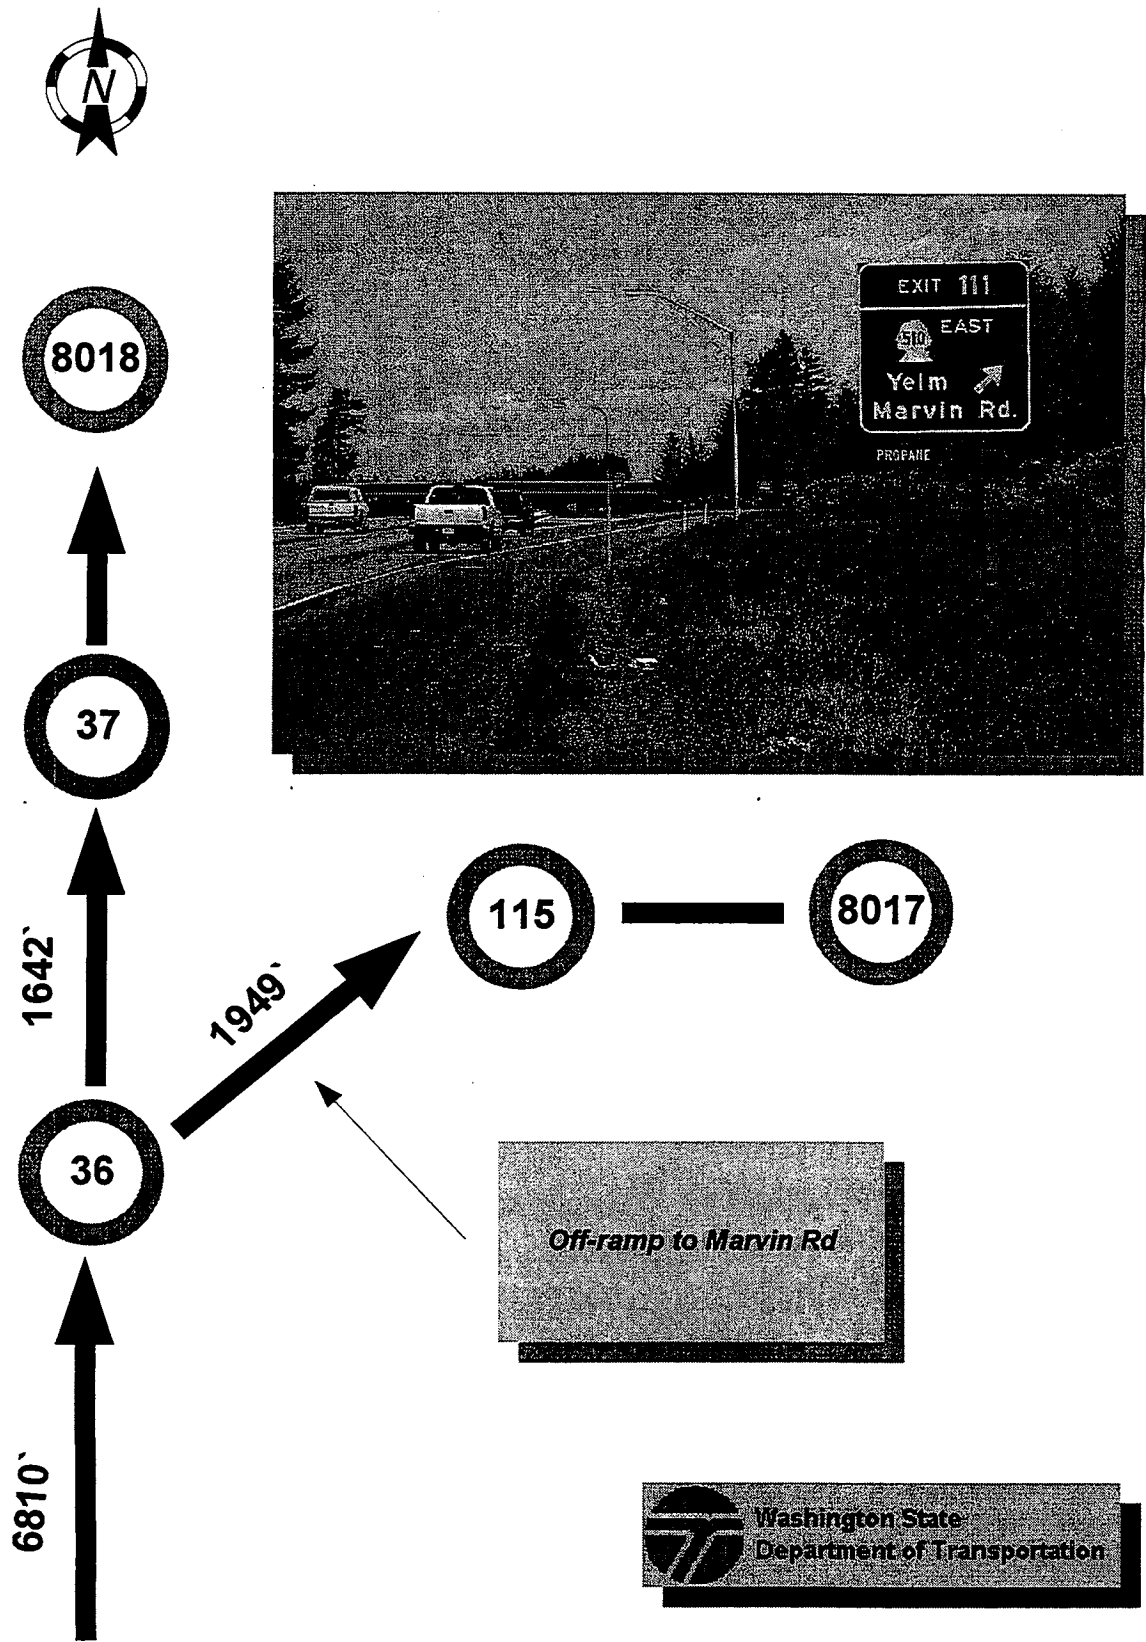 N
8018
EXIT 111
510 EAST
Yelm
Marvin Rd.
PROPANE
37
115
8017
1642`
1949`
36
Off-ramp to Marvin Rd
6810`
Washington State
Department of Transportation